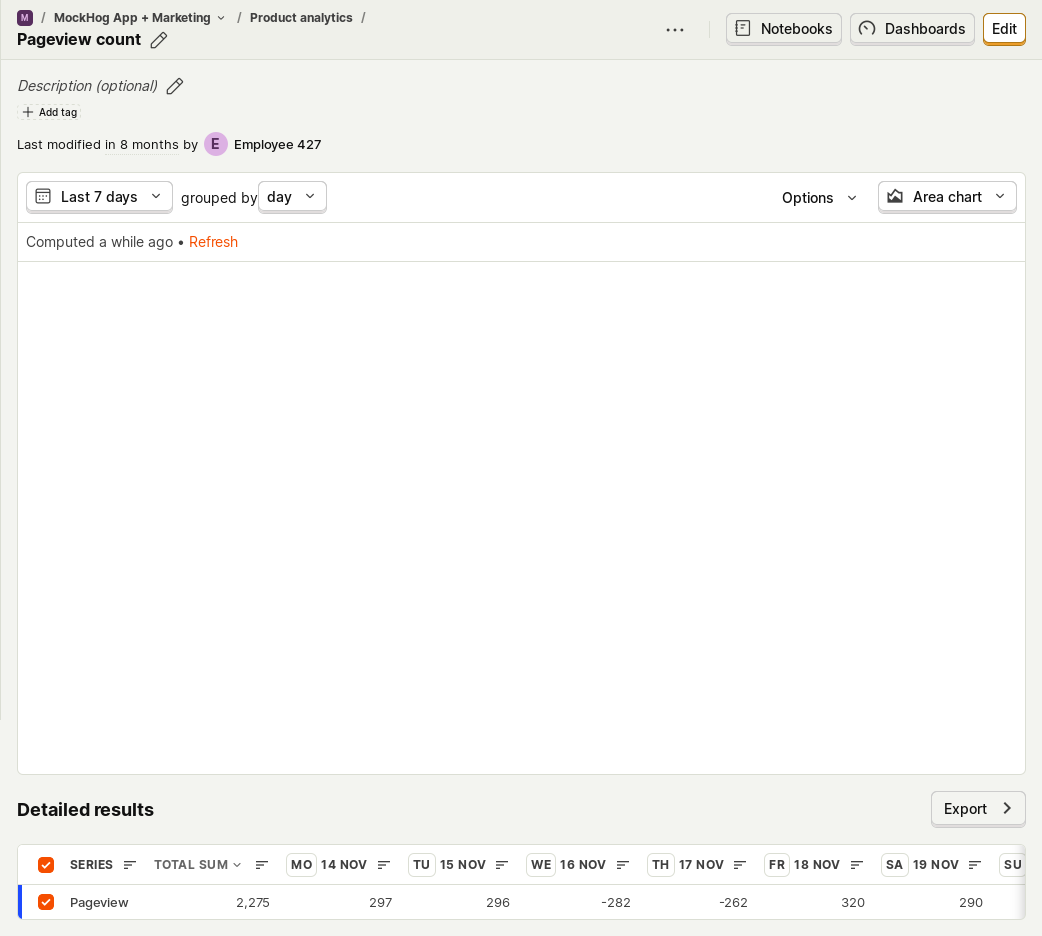 M / MockHog App + Marketing / Product analytics /
Pageview count
Notebooks
Dashboards
Edit
Description (optional)
Add tag
Last modified in 8 months by E Employee 427
Last 7 days grouped by day
Options
Area chart
Computed a while ago • Refresh
Detailed results
Export
SERIES TOTAL SUM MO 14 NOV TU 15 NOV WE 16 NOV TH 17 NOV FR 18 NOV SA 19 NOV SU
Pageview 2,275 297 296 -282 -262 320 290